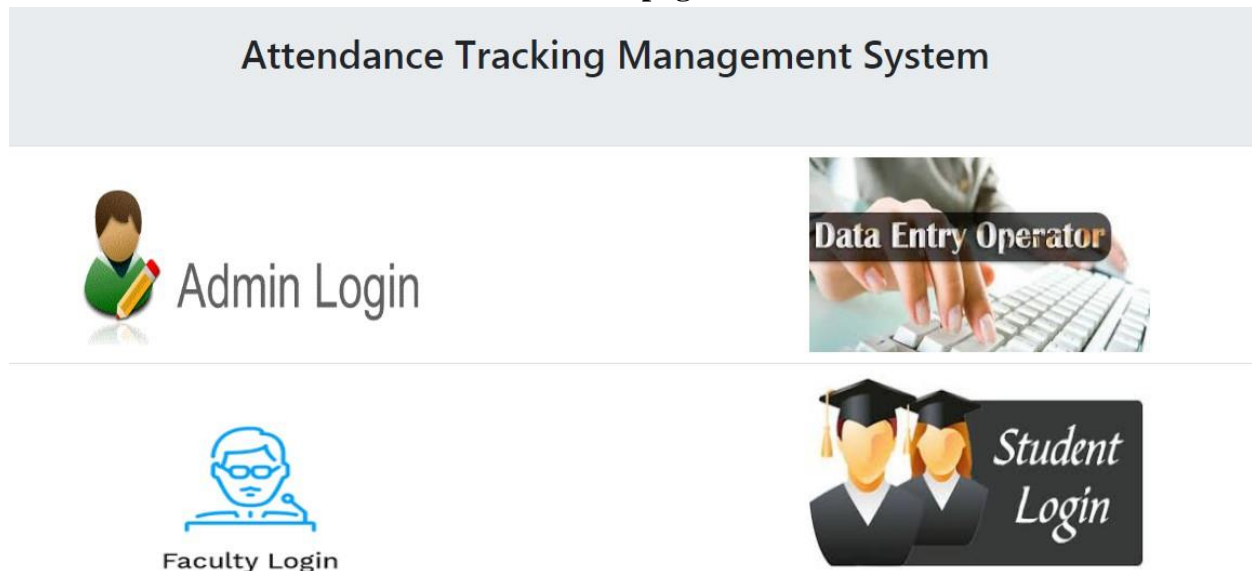 Attendance Tracking Management System
Admin Login
Data Entry Operator
Faculty Login
Student
Login